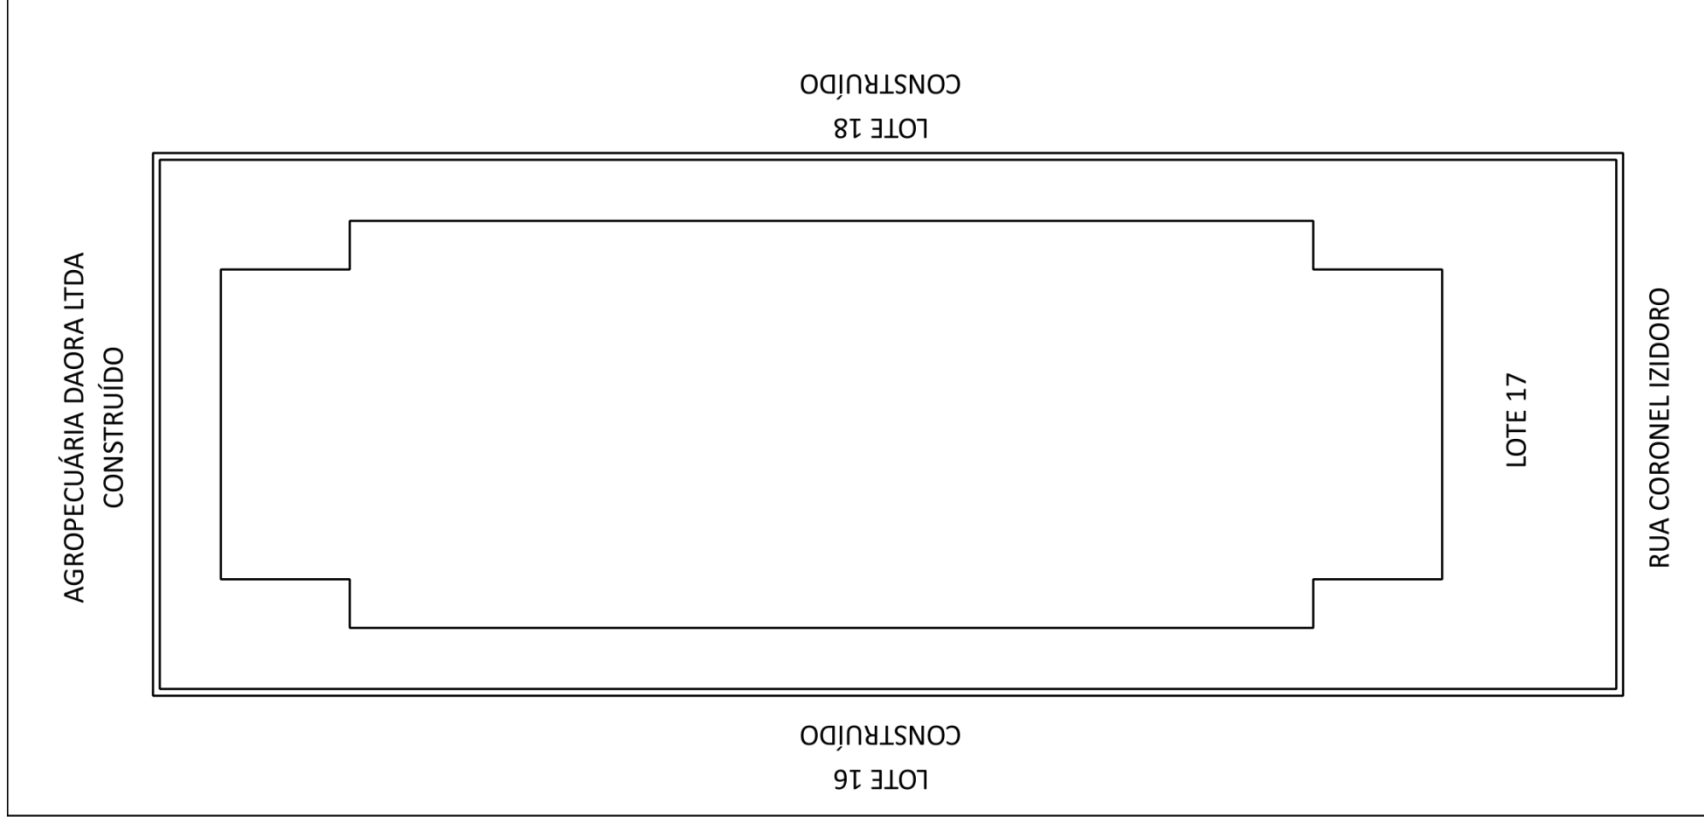 CONSTRUÍDO
LOTE 18
AGROPECUÁRIA DAORA LTDA
CONSTRUÍDO
LOTE 17
RUA CORONEL IZIDORO
CONSTRUÍDO
LOTE 16